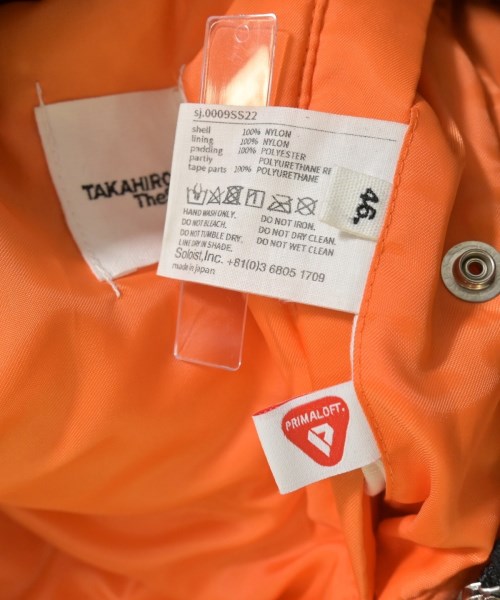 sj.0009SS22
shell 100% NYLON
lining 100% NYLON
padding 100% POLYESTER
partly POLYURETHANE RE
tape parts 100% POLYURETHANE
HAND WASH ONLY. DO NOT IRON.
DO NOT BLEACH. DO NOT DRY CLEAN.
DO NOT TUMBLE DRY. DO NOT WET CLEAN
LINE DRY IN SHADE.
Soloist,Inc. +81(0)3 6805 1709
made in japan
46.
TAKAHIRO
The
PRIMALOFT.